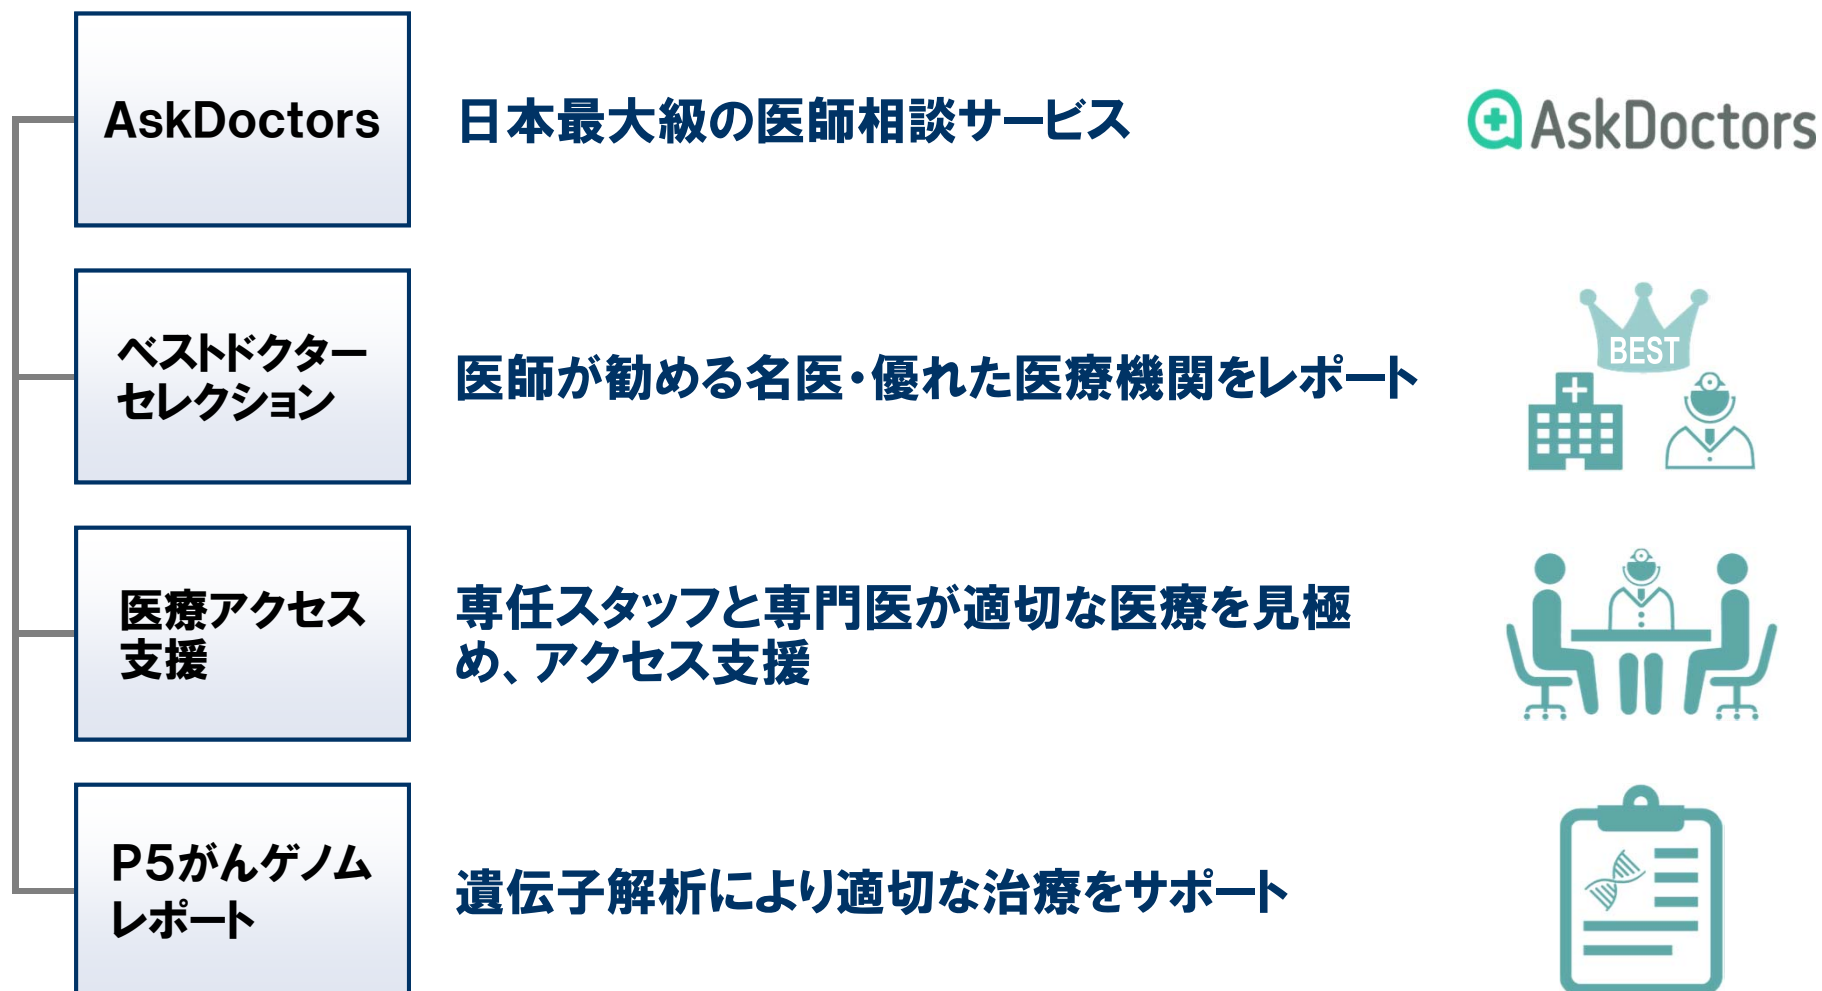 AskDoctors
日本最大級の医師相談サービス
AskDoctors
ベストドクター
セレクション
医師が勧める名医・優れた医療機関をレポート
BEST
医療アクセス
支援
専任スタッフと専門医が適切な医療を見極
め、アクセス支援
P5がんゲノム
レポート
遺伝子解析により適切な治療をサポート